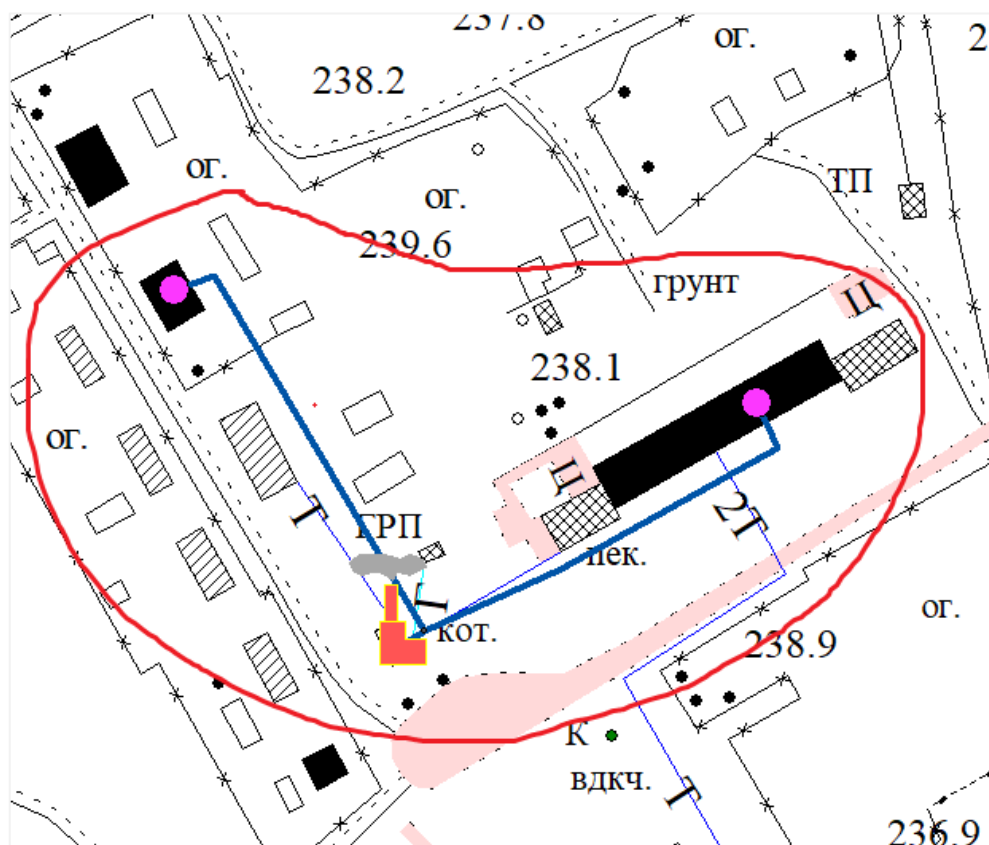 237.8
ог.
2
238.2
ог.
ТП
ог.
239.6
грунт
Ц
238.1
ог.
Ц
Т
2Т
ГРП
пек.
Т
кот.
ог.
238.9
К
вдкч.
Т
236.9